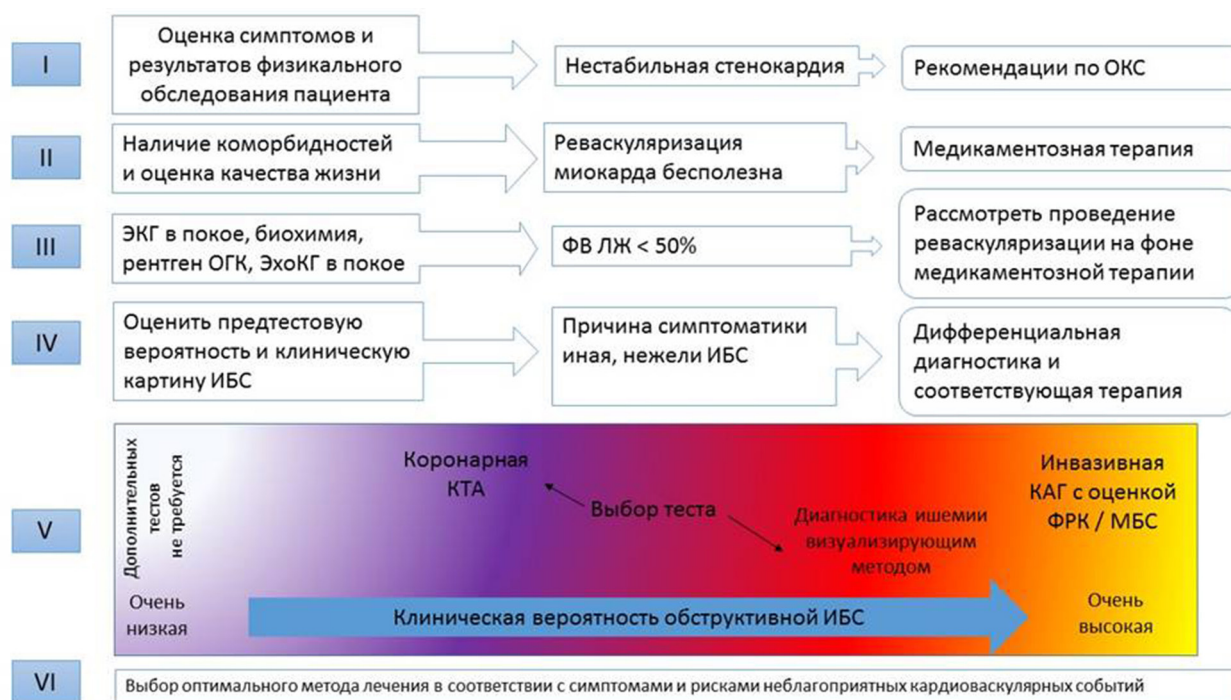 I
Оценка симптомов и
результатов физикального
обследования пациента
Нестабильная стенокардия
Рекомендации по ОКС
II
Наличие коморбидностей
и оценка качества жизни
Реваскуляризация
миокарда бесполезна
Медикаментозная терапия
III
ЭКГ в покое, биохимия,
рентген ОГК, ЭхоКГ в покое
ФВ ЛЖ < 50%
Рассмотреть проведение
реваскуляризации на фоне
медикаментозной терапии
IV
Оценить предтестовую
вероятность и клиническую
картину ИБС
Причина симптоматики
иная, нежели ИБС
Дифференциальная
диагностика и
соответствующая терапия
V
Дополнительных
тестов
не требуется
Коронарная
КТА
Выбор теста
Диагностика ишемии
визуализирующим
методом
Инвазивная
КАГ с оценкой
ФРК / МБС
Очень
низкая
Клиническая вероятность обструктивной ИБС
Очень
высокая
VI
Выбор оптимального метода лечения в соответствии с симптомами и рисками неблагоприятных кардиоваскулярных событий